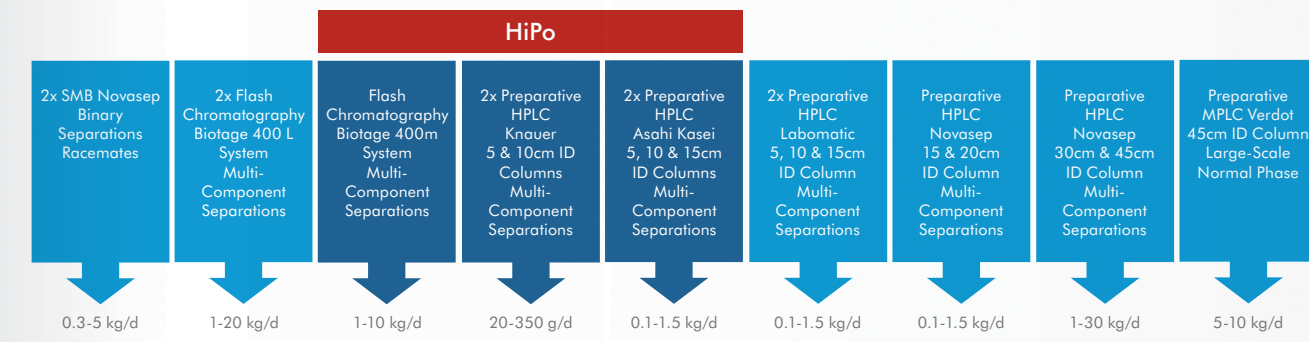 HiPo
2x SMB Novasep
Binary
Separations
Racemates
2x Flash
Chromatography
Biotage 400 L
System
Multi-
Component
Separations
Flash
Chromatography
Biotage 400m
System
Multi-
Component
Separations
2x Preparative
HPLC
Knauer
5 & 10cm ID
Columns
Multi-
Component
Separations
2x Preparative
HPLC
Asahi Kasei
5, 10 & 15cm
ID Columns
Multi-
Component
Separations
2x Preparative
HPLC
Labomatic
5, 10 & 15cm
ID Column
Multi-
Component
Separations
Preparative
HPLC
Novasep
15 & 20cm
ID Column
Multi-
Component
Separations
Preparative
HPLC
Novasep
30cm & 45cm
ID Column
Multi-
Component
Separations
Preparative
MPLC Verdot
45cm ID Column
Large-Scale
Normal Phase
0.3-5 kg/d
1-20 kg/d
1-10 kg/d
20-350 g/d
0.1-1.5 kg/d
0.1-1.5 kg/d
0.1-1.5 kg/d
1-30 kg/d
5-10 kg/d